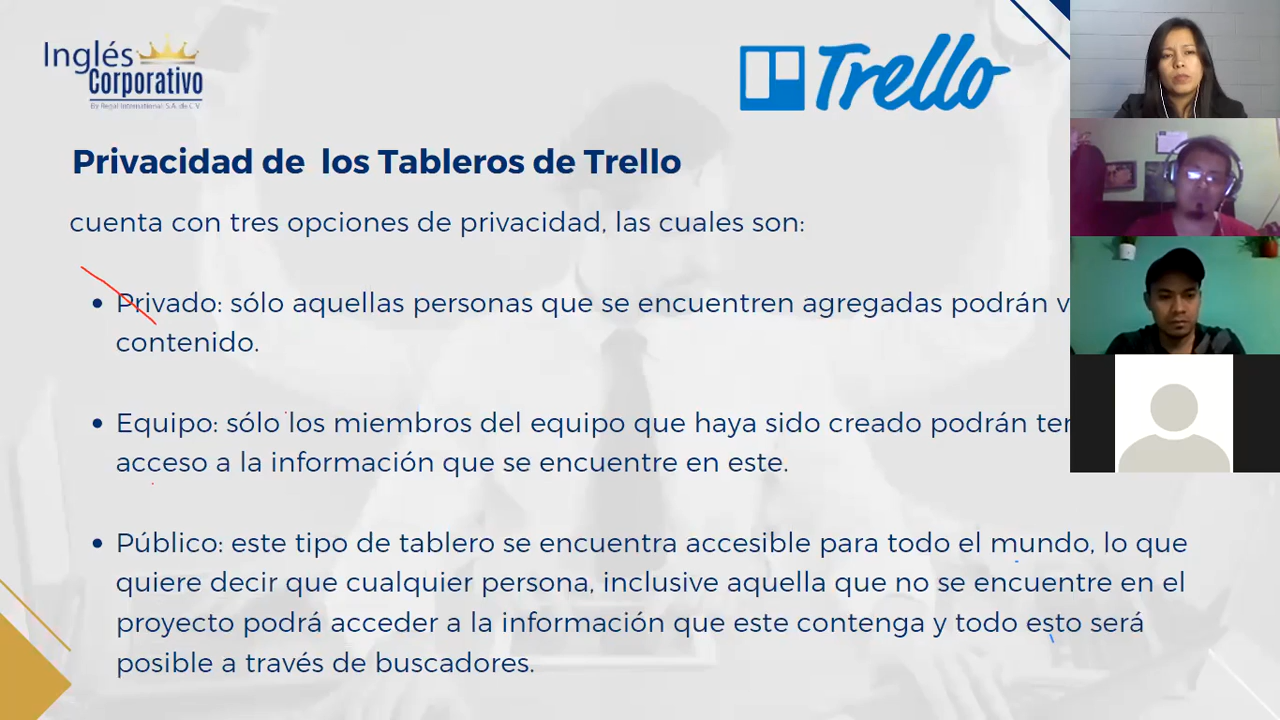 Inglés
Corporativo
By Regal International S.A. de C.V.
Trello
Privacidad de los Tableros de Trello
cuenta con tres opciones de privacidad, las cuales son:
• Privado: sólo aquellas personas que se encuentren agregadas podrán v
contenido.
• Equipo: sólo los miembros del equipo que haya sido creado podrán ter
acceso a la información que se encuentre en este.
• Público: este tipo de tablero se encuentra accesible para todo el mundo, lo que
quiere decir que cualquier persona, inclusive aquella que no se encuentre en el
proyecto podrá acceder a la información que este contenga y todo esto será
posible a través de buscadores.